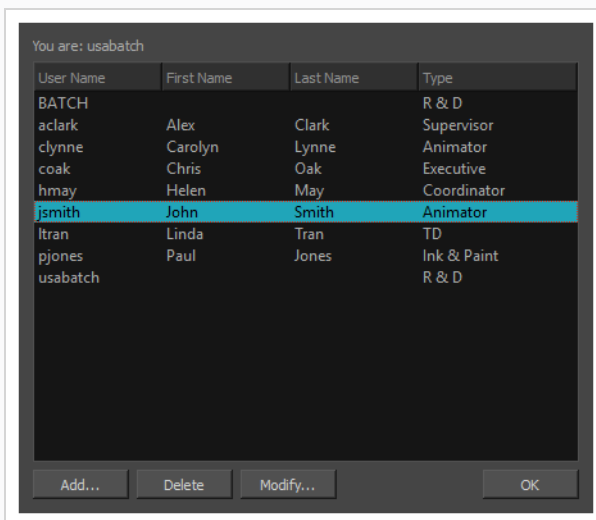 You are: usabatch
User Name First Name Last Name Type
BATCH R & D
aclark Alex Clark Supervisor
clynne Carolyn Lynne Animator
coak Chris Oak Executive
hmay Helen May Coordinator
jsmith John Smith Animator
ltran Linda Tran TD
pjones Paul Jones Ink & Paint
usabatch R & D
Add... Delete Modify... OK